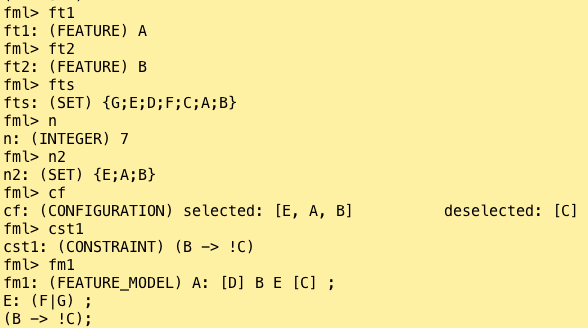 fml> ft1
ft1: (FEATURE) A
fml> ft2
ft2: (FEATURE) B
fml> fts
fts: (SET) {G;E;D;F;C;A;B}
fml> n
n: (INTEGER) 7
fml> n2
n2: (SET) {E;A;B}
fml> cf
cf: (CONFIGURATION) selected: [E, A, B] deselected: [C]
fml> cst1
cst1: (CONSTRAINT) (B -> !C)
fml> fm1
fm1: (FEATURE_MODEL) A: [D] B E [C] ;
E: (F|G) ;
(B -> !C);